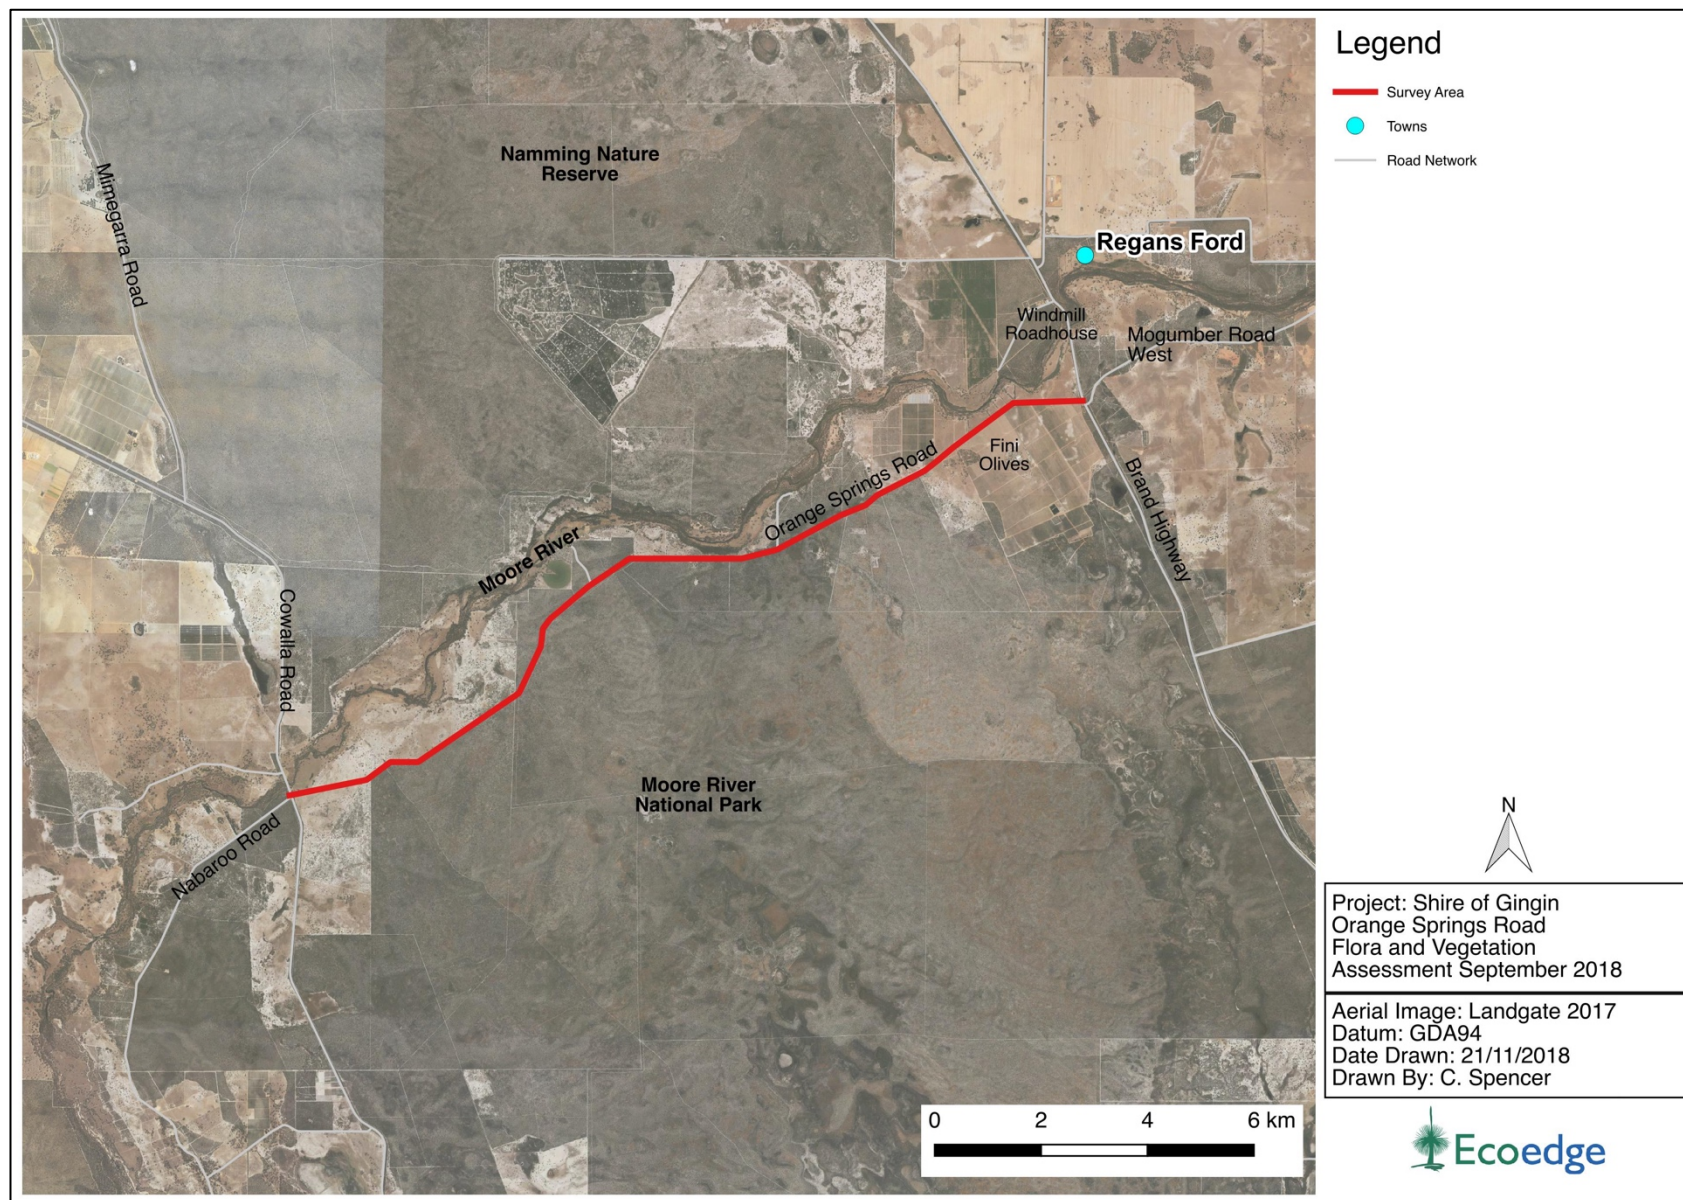 Legend
Survey Area
Towns
Road Network
Namming Nature
Reserve
Mimegarra Road
Regans Ford
Windmill
Roadhouse
Mogumber Road
West
Fini
Olives
Orange Springs Road
Brand Highway
Moore River
Cowalla Road
Moore River
National Park
Nabaroo Road
N
Project: Shire of Gingin
Orange Springs Road
Flora and Vegetation
Assessment September 2018
Aerial Image: Landgate 2017
Datum: GDA94
Date Drawn: 21/11/2018
Drawn By: C. Spencer
0 2 4 6 km
Ecoedge